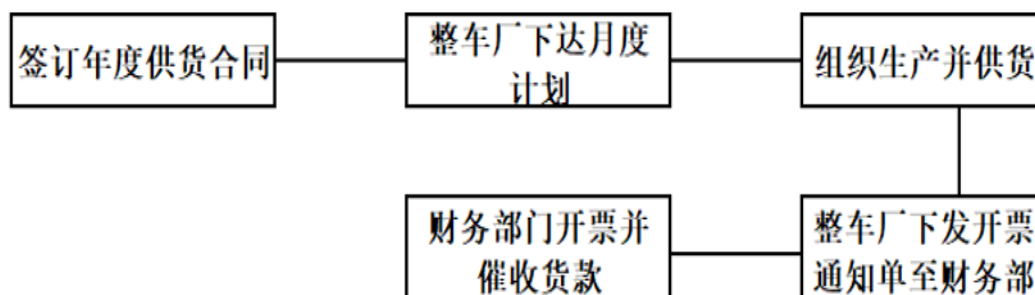 签订年度供货合同
整车厂下达月度
计划
组织生产并供货
财务部门开票并
催收货款
整车厂下发开票
通知单至财务部